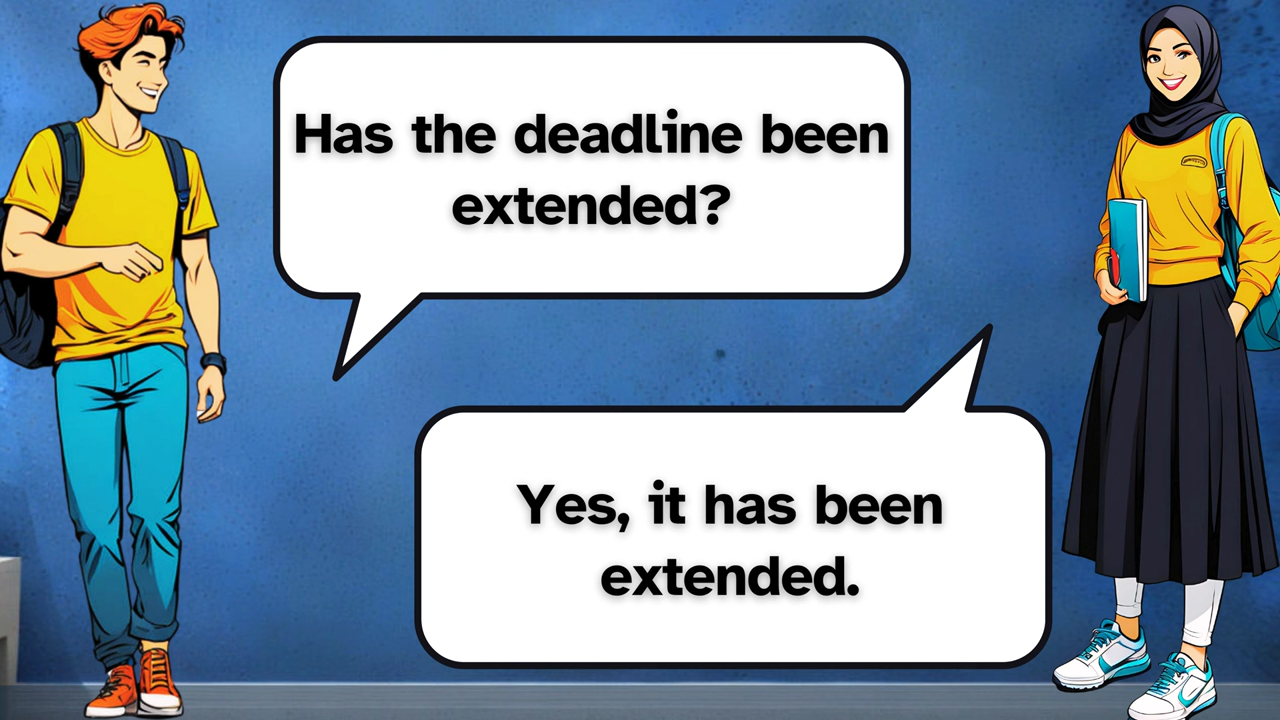 Has the deadline been
extended?
Yes, it has been
extended.